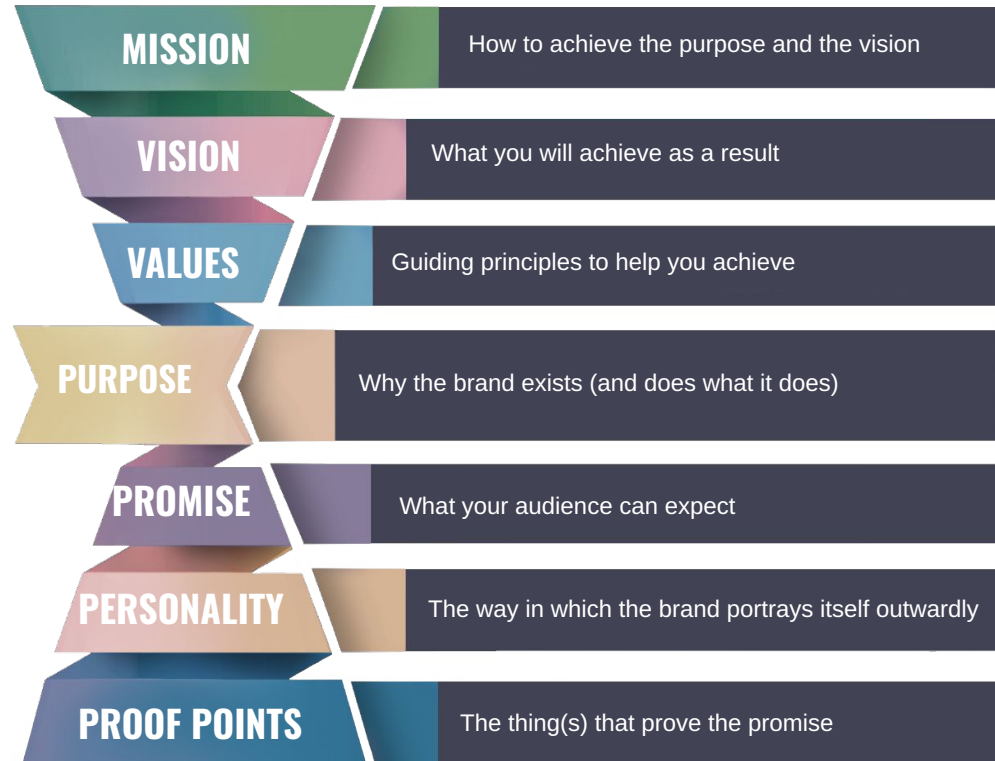 MISSION
How to achieve the purpose and the vision
VISION
What you will achieve as a result
VALUES
Guiding principles to help you achieve
PURPOSE
Why the brand exists (and does what it does)
PROMISE
What your audience can expect
PERSONALITY
The way in which the brand portrays itself outwardly
PROOF POINTS
The thing(s) that prove the promise